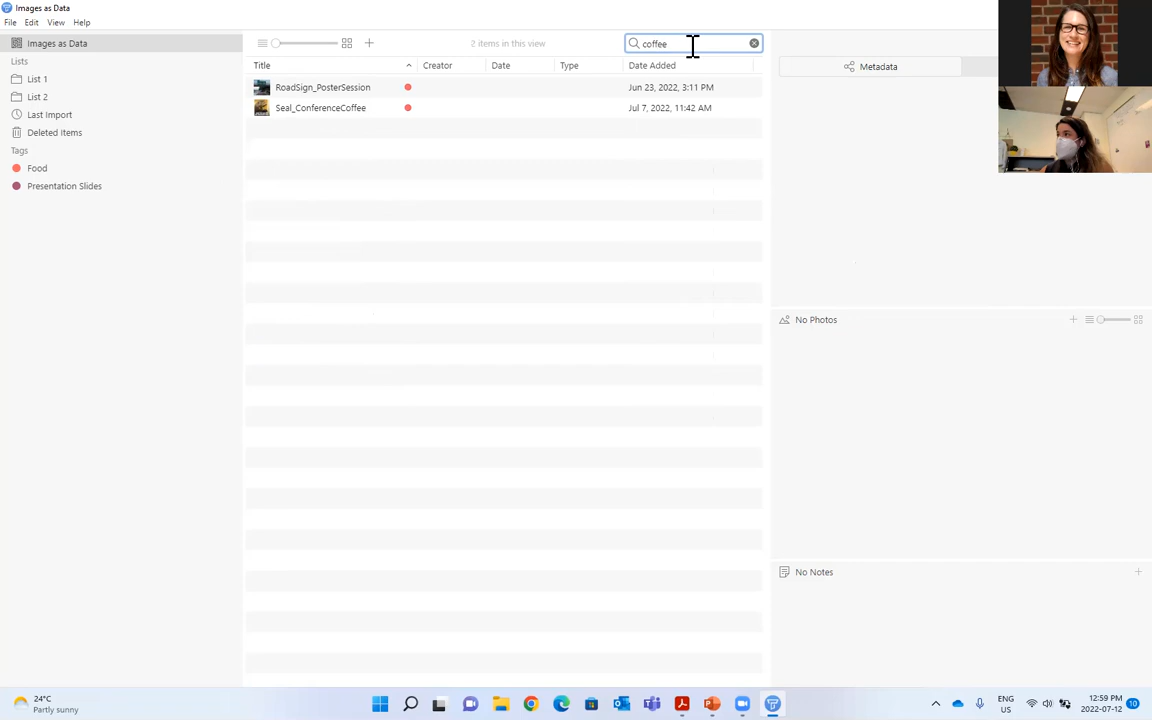 Images as Data
File Edit View Help
Images as Data
2 items in this view
coffee
Lists
Title Creator Date Type Date Added
Metadata
List 1
RoadSign_PosterSession Jun 23, 2022, 3:11 PM
List 2
Seal_ConferenceCoffee Jul 7, 2022, 11:42 AM
Last Import
Deleted Items
Tags
Food
Presentation Slides
No Photos
No Notes
24°C
Partly sunny
ENG
US
12:59 PM
2022-07-12
10